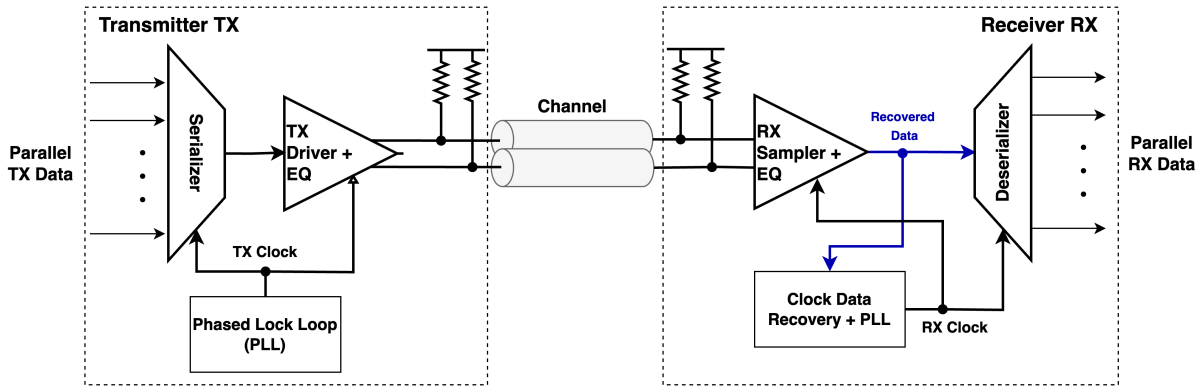 Transmitter TX
Receiver RX
Parallel
TX Data
Serializer
TX
Driver +
EQ
TX Clock
Phased Lock Loop
(PLL)
Channel
RX
Sampler +
EQ
Recovered
Data
Clock Data
Recovery + PLL
RX Clock
Deserializer
Parallel
RX Data